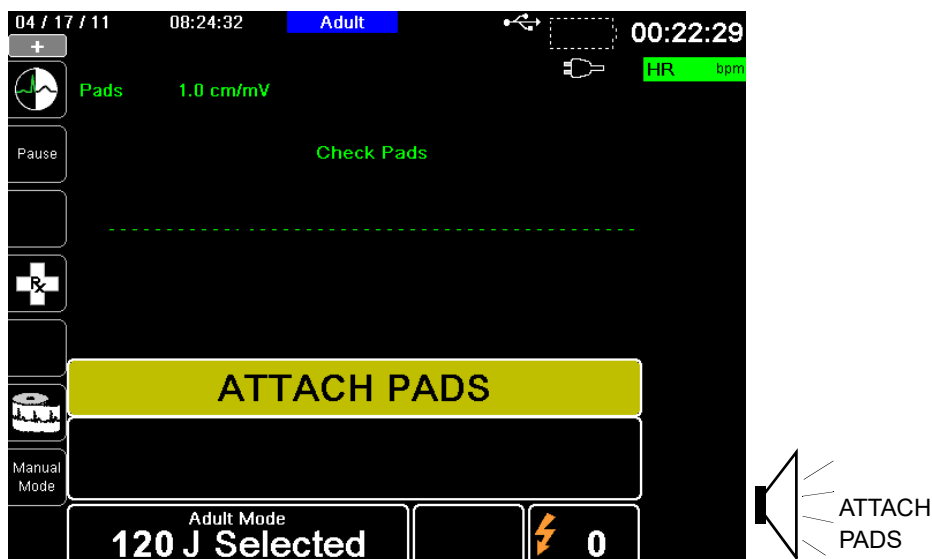 04 / 17 / 11 08:24:32 Adult 00:22:29
+
HR bpm
Pads 1.0 cm/mV
Pause
Check Pads
Rx
ATTACH PADS
Manual
Mode
Adult Mode
120 J Selected
0
ATTACH
PADS